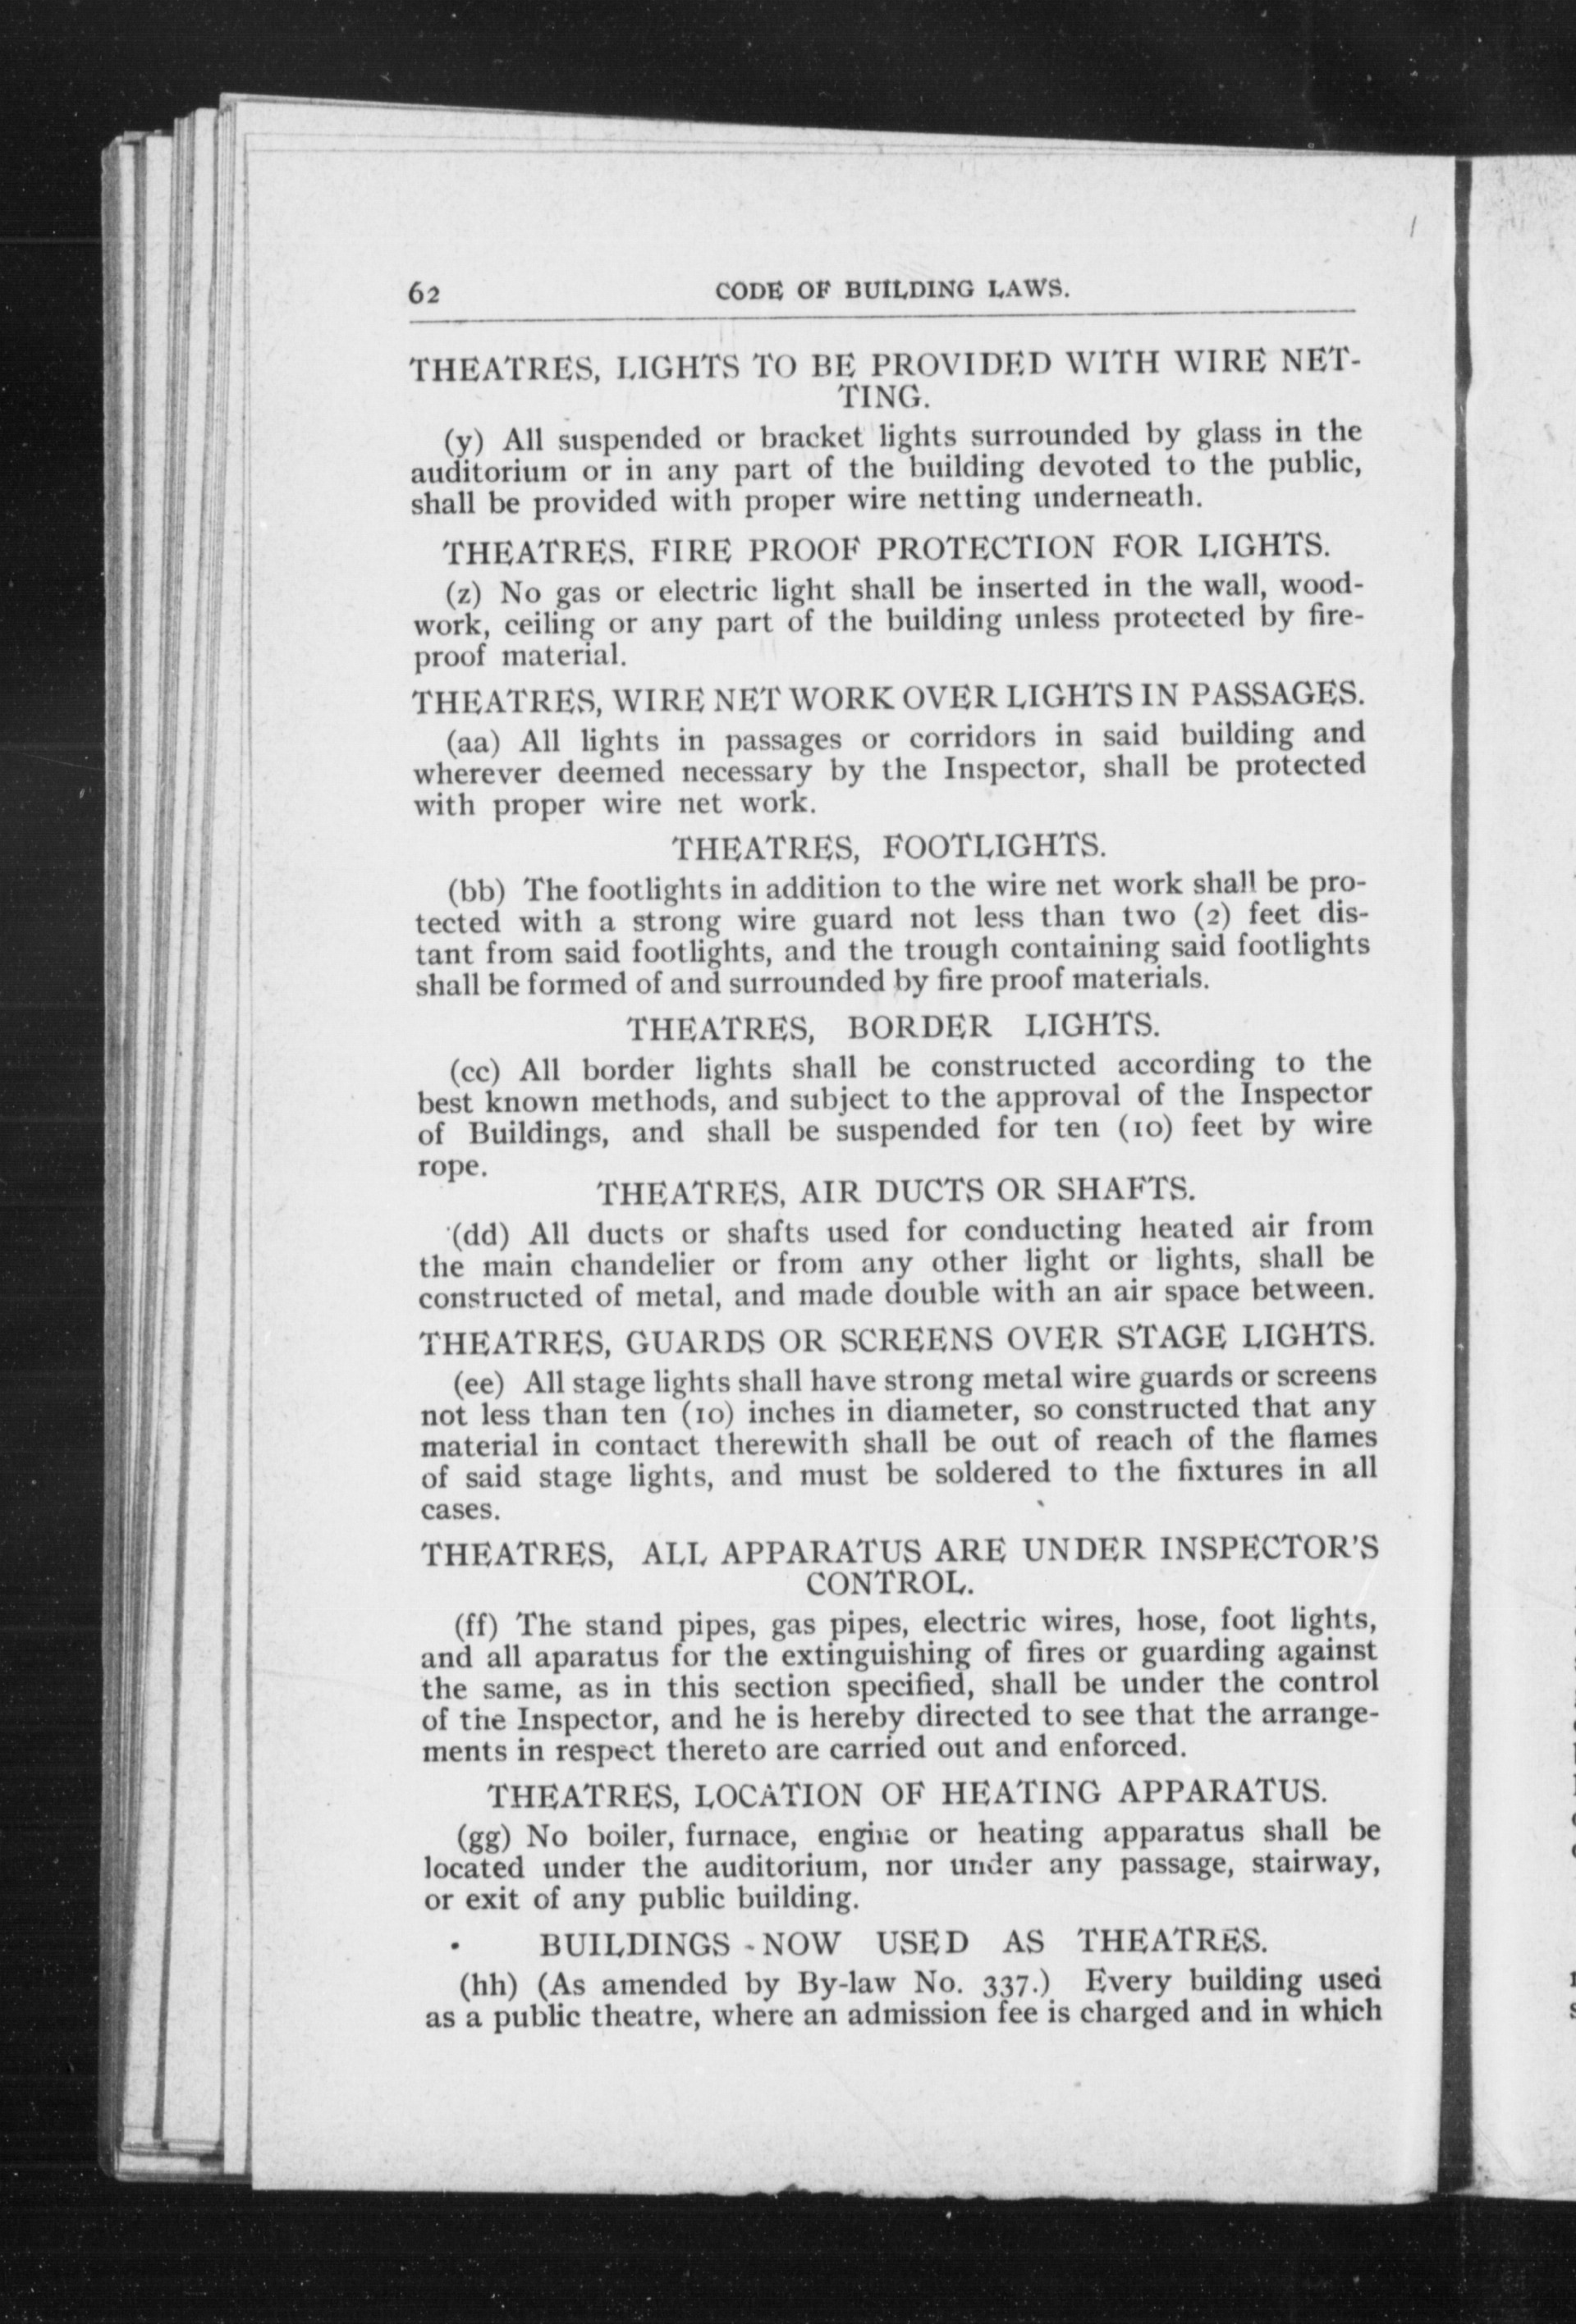 62 CODE OF BUILDING LAWS.
THEATRES, LIGHTS TO BE PROVIDED WITH WIRE NET-
TING.
(y) All suspended or bracket lights surrounded by glass in the
auditorium or in any part of the building devoted to the public,
shall be provided with proper wire netting underneath.
THEATRES, FIRE PROOF PROTECTION FOR LIGHTS.
(z) No gas or electric light shall be inserted in the wall, wood-
work, ceiling or any part of the building unless protected by fire-
proof material.
THEATRES, WIRE NET WORK OVER LIGHTS IN PASSAGES.
(aa) All lights in passages or corridors in said building and
wherever deemed necessary by the Inspector, shall be protected
with proper wire net work.
THEATRES, FOOTLIGHTS.
(bb) The footlights in addition to the wire net work shall be pro-
tected with a strong wire guard not less than two (2) feet dis-
tant from said footlights, and the trough containing said footlights
shall be formed of and surrounded by fire proof materials.
THEATRES, BORDER LIGHTS.
(cc) All border lights shall be constructed according to the
best known methods, and subject to the approval of the Inspector
of Buildings, and shall be suspended for ten (10) feet by wire
rope.
THEATRES, AIR DUCTS OR SHAFTS.
(dd) All ducts or shafts used for conducting heated air from
the main chandelier or from any other light or lights, shall be
constructed of metal, and made double with an air space between.
THEATRES, GUARDS OR SCREENS OVER STAGE LIGHTS.
(ee) All stage lights shall have strong metal wire guards or screens
not less than ten (10) inches in diameter, so constructed that any
material in contact therewith shall be out of reach of the flames
of said stage lights, and must be soldered to the fixtures in all
cases.
THEATRES, ALL APPARATUS ARE UNDER INSPECTOR'S
CONTROL.
(ff) The stand pipes, gas pipes, electric wires, hose, foot lights,
and all aparatus for the extinguishing of fires or guarding against
the same, as in this section specified, shall be under the control
of the Inspector, and he is hereby directed to see that the arrange-
ments in respect thereto are carried out and enforced.
THEATRES, LOCATION OF HEATING APPARATUS.
(gg) No boiler, furnace, engine or heating apparatus shall be
located under the auditorium, nor under any passage, stairway,
or exit of any public building.
BUILDINGS - NOW USED AS THEATRES.
(hh) (As amended by By-law No. 337.) Every building used
as a public theatre, where an admission fee is charged and in which